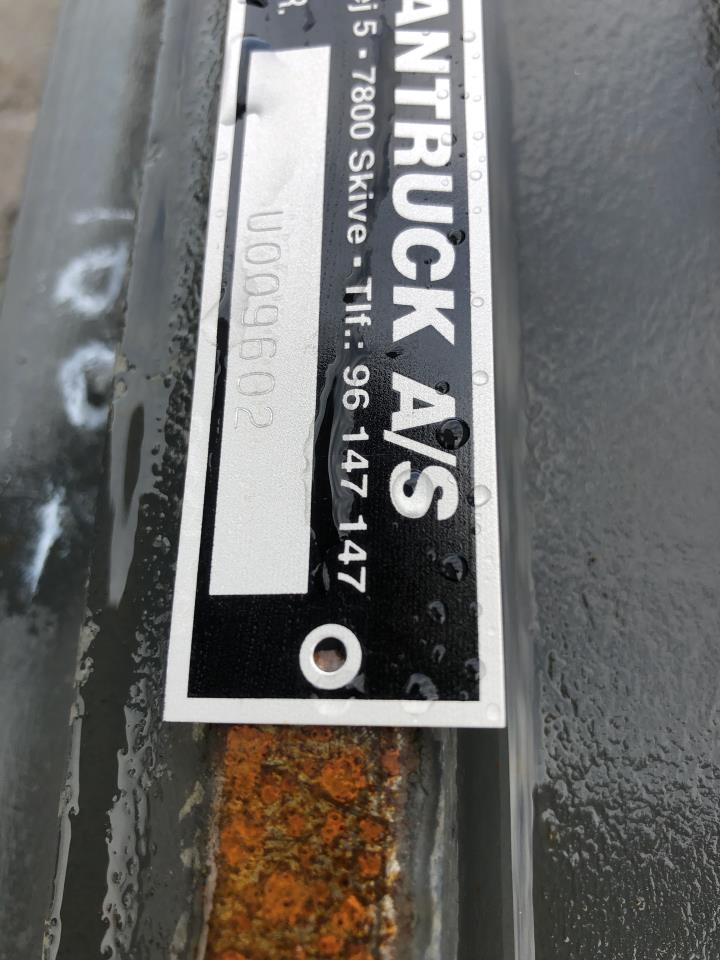 ANTRUCK A/S
ej 5 - 7800 Skive - Tlf.: 96 147 147
R.
U009602